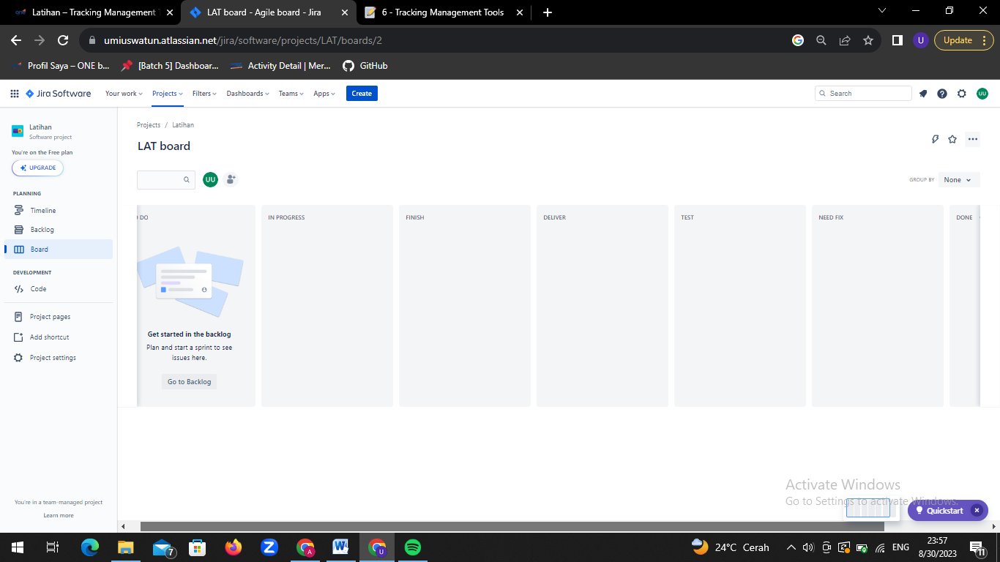 Latihan – Tracking Management T
LAT board - Agile board - Jira
6 - Tracking Management Tools
umiuswatun.atlassian.net/jira/software/projects/LAT/boards/2
U
Update
Profil Saya – ONE b...
[Batch 5] Dashboar...
Activity Detail | Mer...
GitHub
Jira Software
Your work
Projects
Filters
Dashboards
Teams
Apps
Create
Search
UU
Latihan
Software project
You're on the Free plan
UPGRADE
PLANNING
Timeline
Backlog
Board
DEVELOPMENT
Code
Project pages
Add shortcut
Project settings
You're in a team-managed project
Learn more
Projects / Latihan
LAT board
UU
GROUP BY
None
DO
IN PROGRESS
FINISH
DELIVER
TEST
NEED FIX
DONE
Get started in the backlog
Plan and start a sprint to see
issues here.
Go to Backlog
Activate Windows
Go to Settings to activate Windows.
Quickstart
7
A
U
24°C Cerah
ENG
23:57
8/30/2023
11